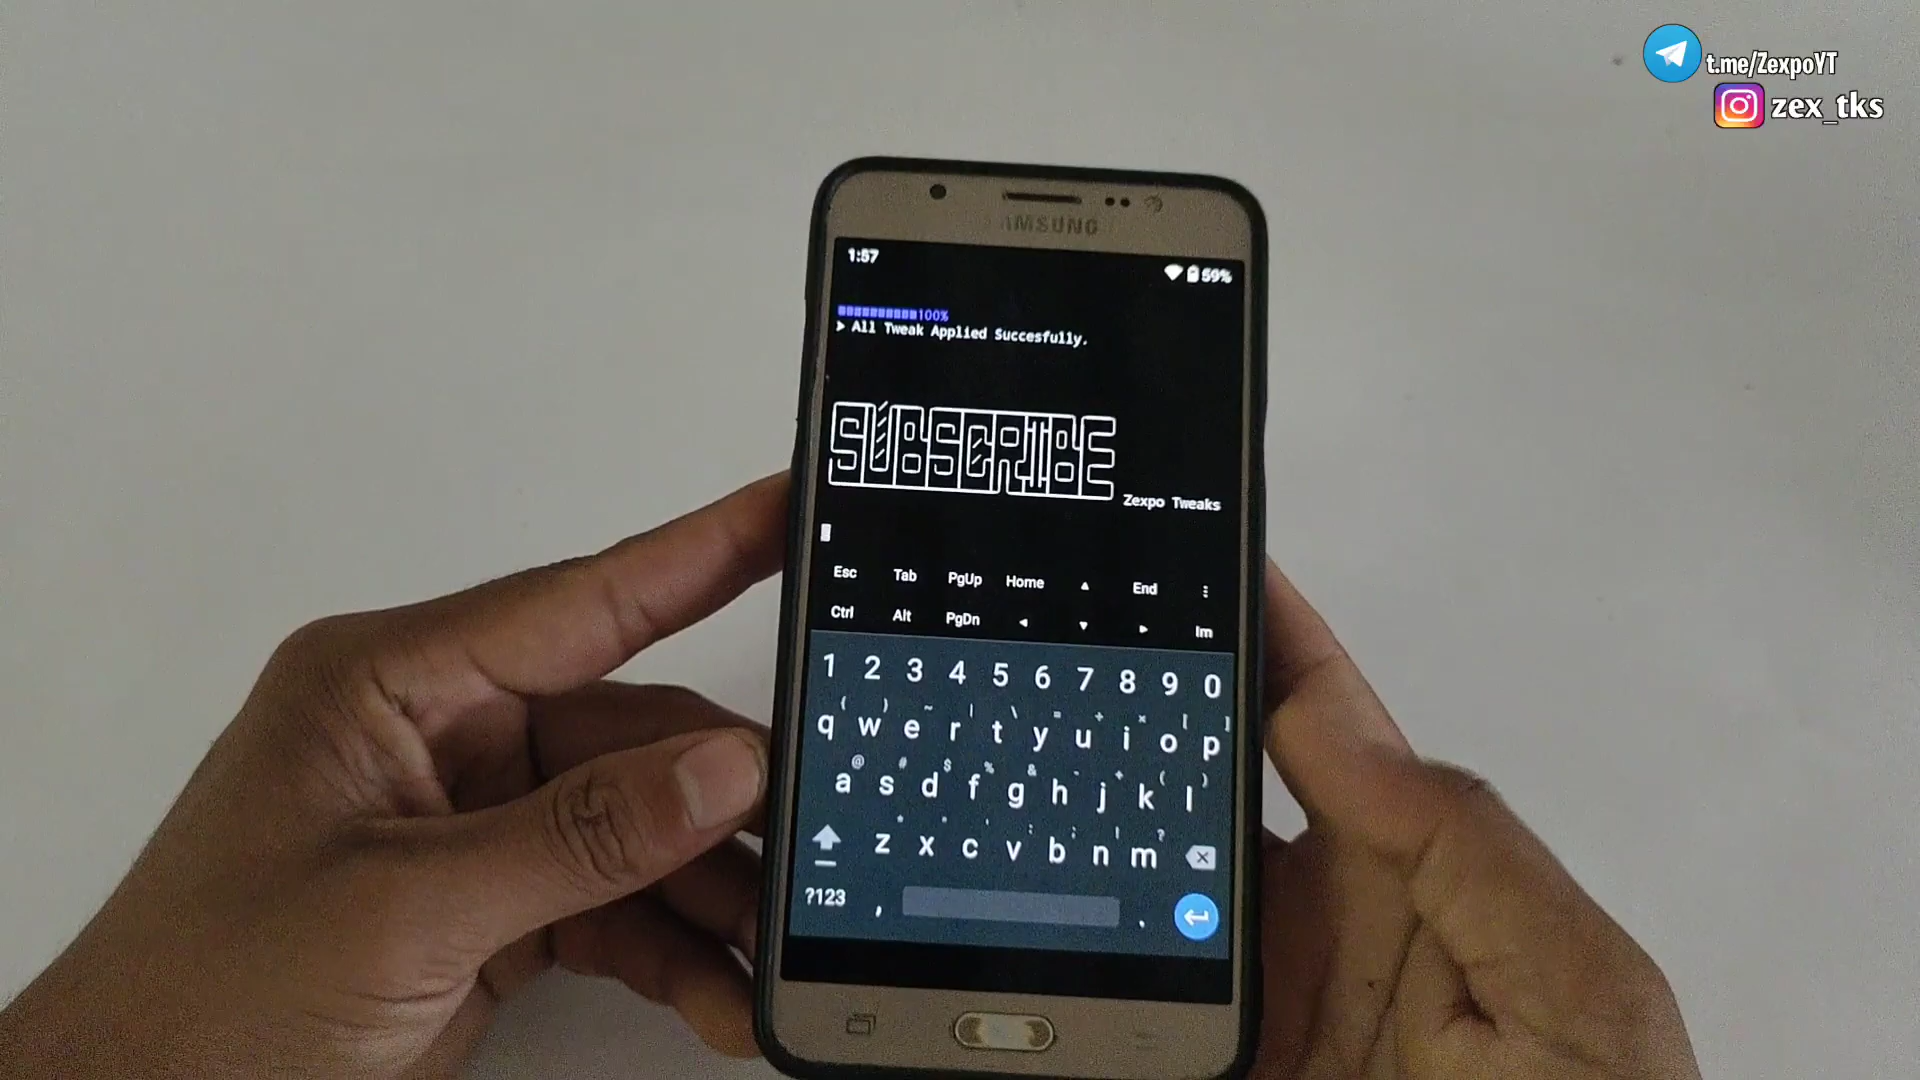 t.me/ZexpoYT
zex_tks
SAMSUNG
1:57
59%
100%
> All Tweak Applied Succesfully.
SUBSCRIBE
Zexpo Tweaks
Esc Tab PgUp Home ▲ End ⋮
Ctrl Alt PgDn ◄ ▼ ► Im
1 2 3 4 5 6 7 8 9 0
q w e r t y u i o p
a s d f g h j k l
z x c v b n m
?123 , .